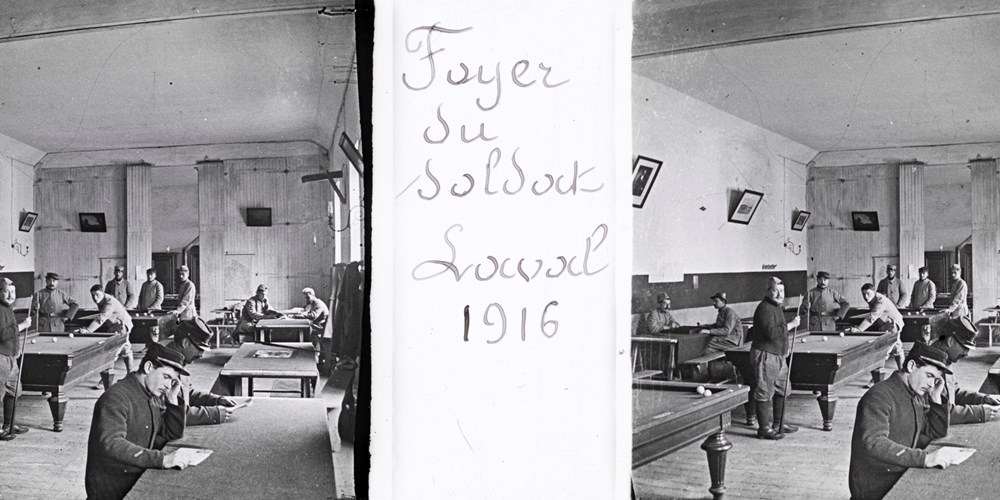 Foyer
du
soldat
Laval
1916